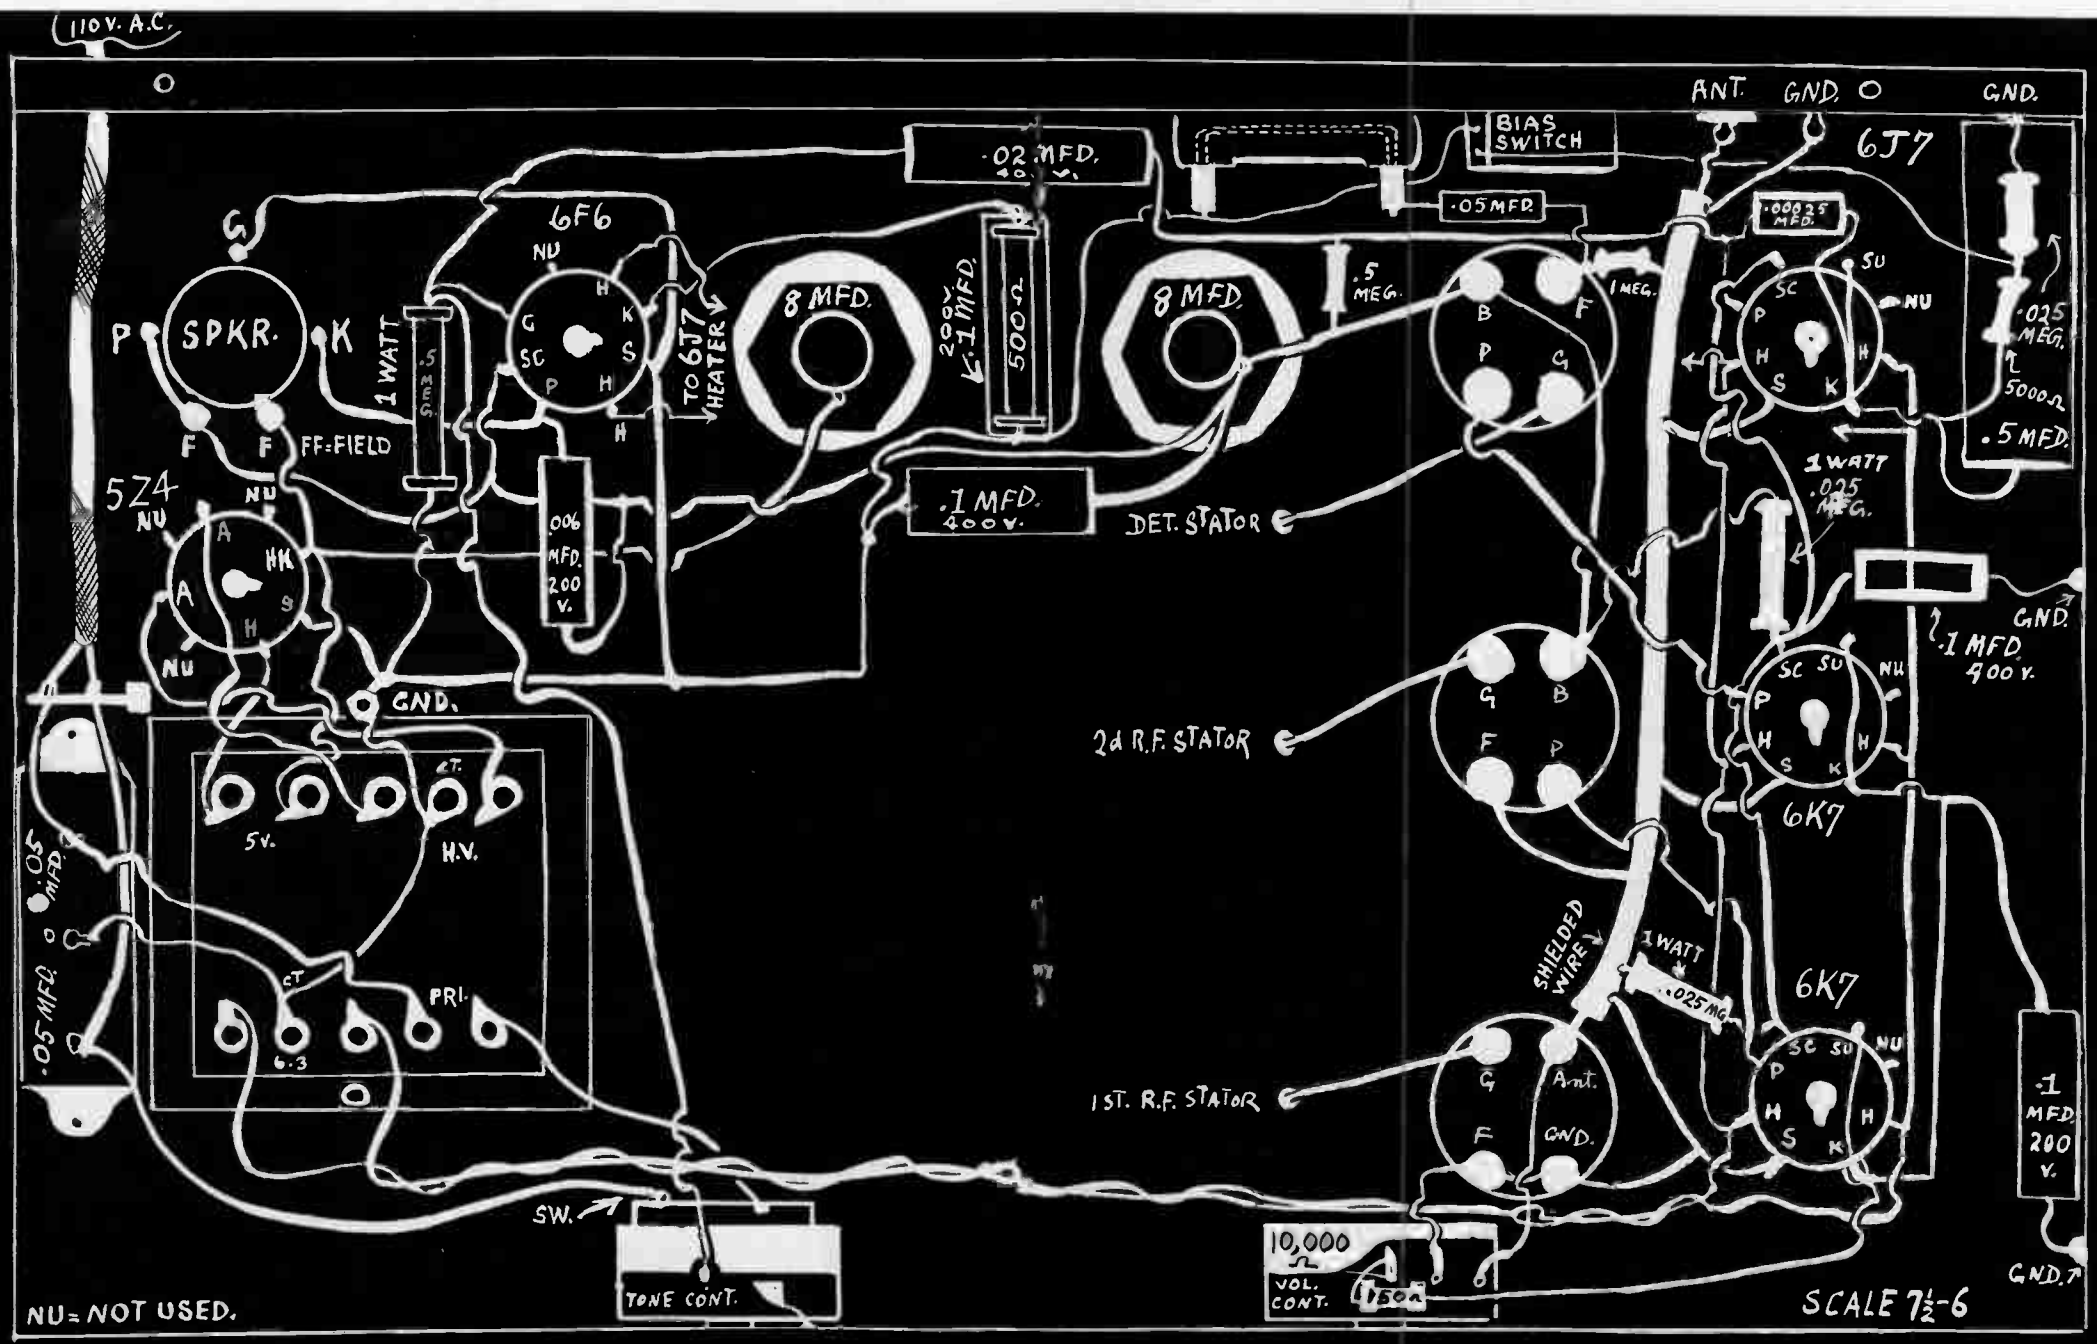 110 V. A.C.
ANT.
GND.
GND.
BIAS
SWITCH
6J7
.02 MFD.
.05 MFD.
.00025
MFD.
6F6
NU
H
K
S
H
P
SC
G
H
G
SPKR.
P
K
F
F
FF=FIELD
1 WATT
.5
MEG.
TO 6J7
HEATER
8 MFD.
200V.
.1 MFD.
500Ω
8 MFD.
.5
MEG.
1 MEG.
B
F
P
G
SU
SC
NU
P
H
H
S
K
.025
MEG.
5000Ω
.5 MFD.
1 WATT
.025
MEG.
5Z4
NU
NU
A
HK
A
S
H
NU
.006
MFD.
200
V.
.1 MFD.
400 V.
DET. STATOR
GND.
.1 MFD
400 V.
GND.
G
B
F
P
2d R.F. STATOR
SC
SU
NU
P
H
H
S
K
6K7
5V.
CT.
H.V.
.05
MFD.
.05 MFD.
CT
PRI.
6.3
SHIELDED
WIRE
1 WATT
.025 MG
6K7
1ST. R.F. STATOR
G
Ant.
F
GND.
SC
SU
NU
P
H
H
S
K
.1
MFD.
200
V.
SW.
TONE CONT.
10,000
Ω
VOL.
CONT.
GND.
NU = NOT USED.
SCALE 7½-6